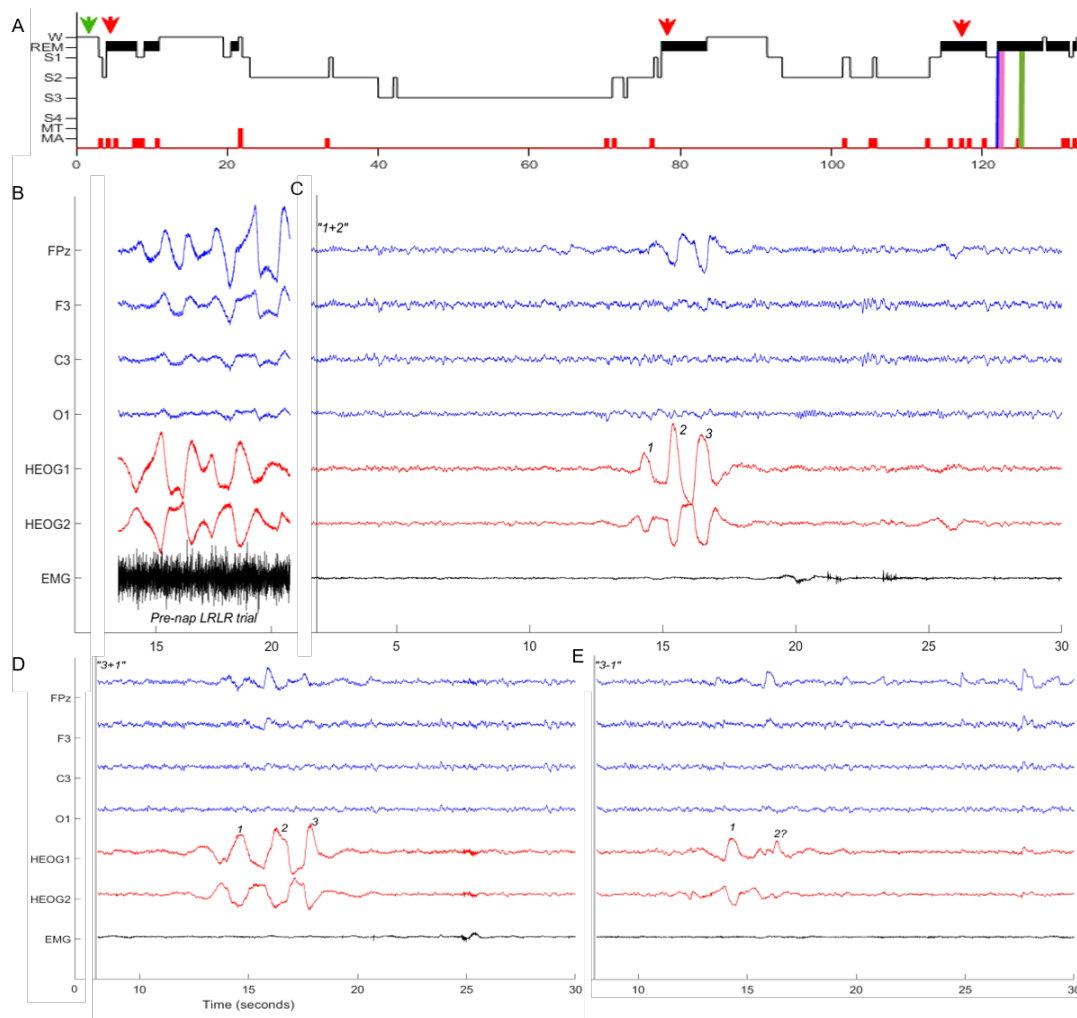 A
W
REM
S1
S2
S3
S4
MT
MA
0 20 40 60 80 100 120
B
C
"1+2"
FPz
F3
C3
O1
1 2 3
HEOG1
HEOG2
EMG
Pre-nap LRLR trial
0 15 20 5 10 15 20 25 30
D
"3+1"
E
"3-1"
FPz
F3
C3
O1
1 2 3
1 2?
HEOG1
HEOG2
EMG
0 10 15 20 25 30
10 15 20 25 30
Time (seconds)